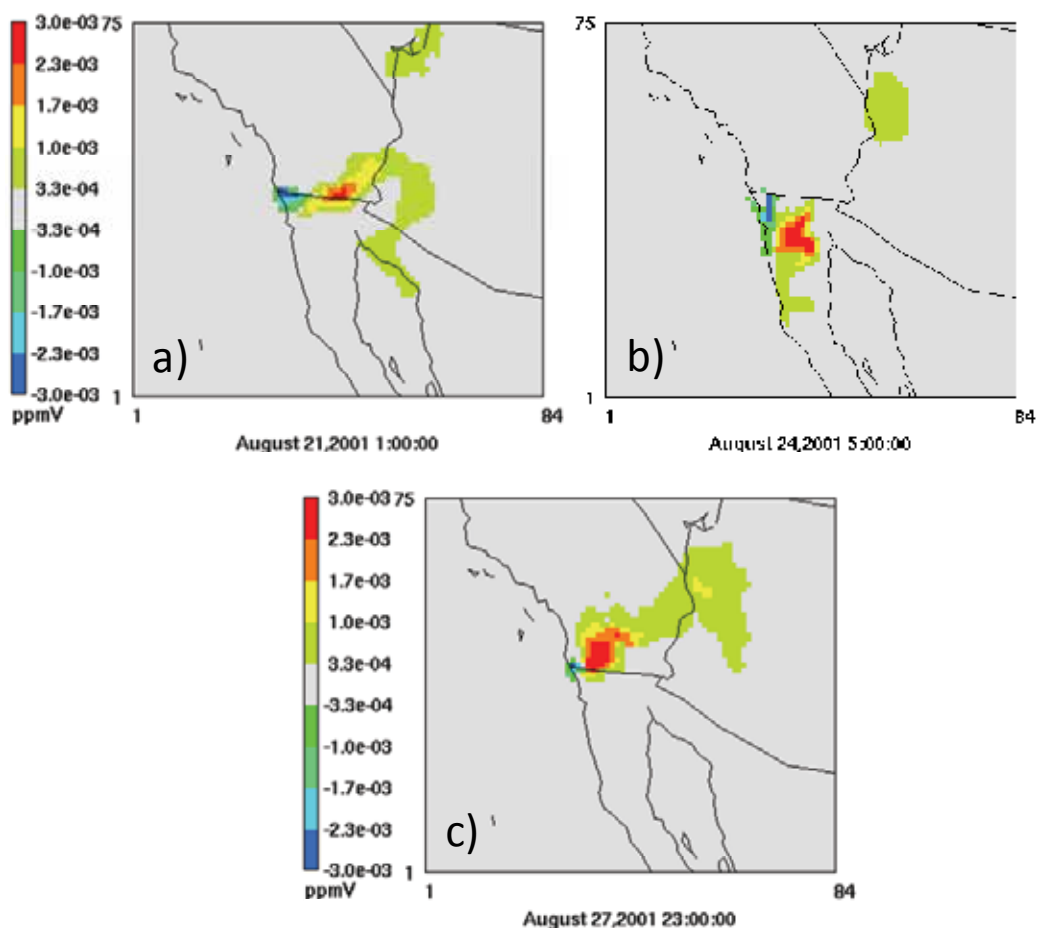 3.0e-03
2.3e-03
1.7e-03
1.0e-03
3.3e-04
-3.3e-04
-1.0e-03
-1.7e-03
-2.3e-03
-3.0e-03
ppmV
75
a)
1
1 84
August 21,2001 1:00:00
75
b)
1
1 84
August 24,2001 5:00:00
3.0e-03
2.3e-03
1.7e-03
1.0e-03
3.3e-04
-3.3e-04
-1.0e-03
-1.7e-03
-2.3e-03
-3.0e-03
ppmV
75
c)
1
1 84
August 27,2001 23:00:00